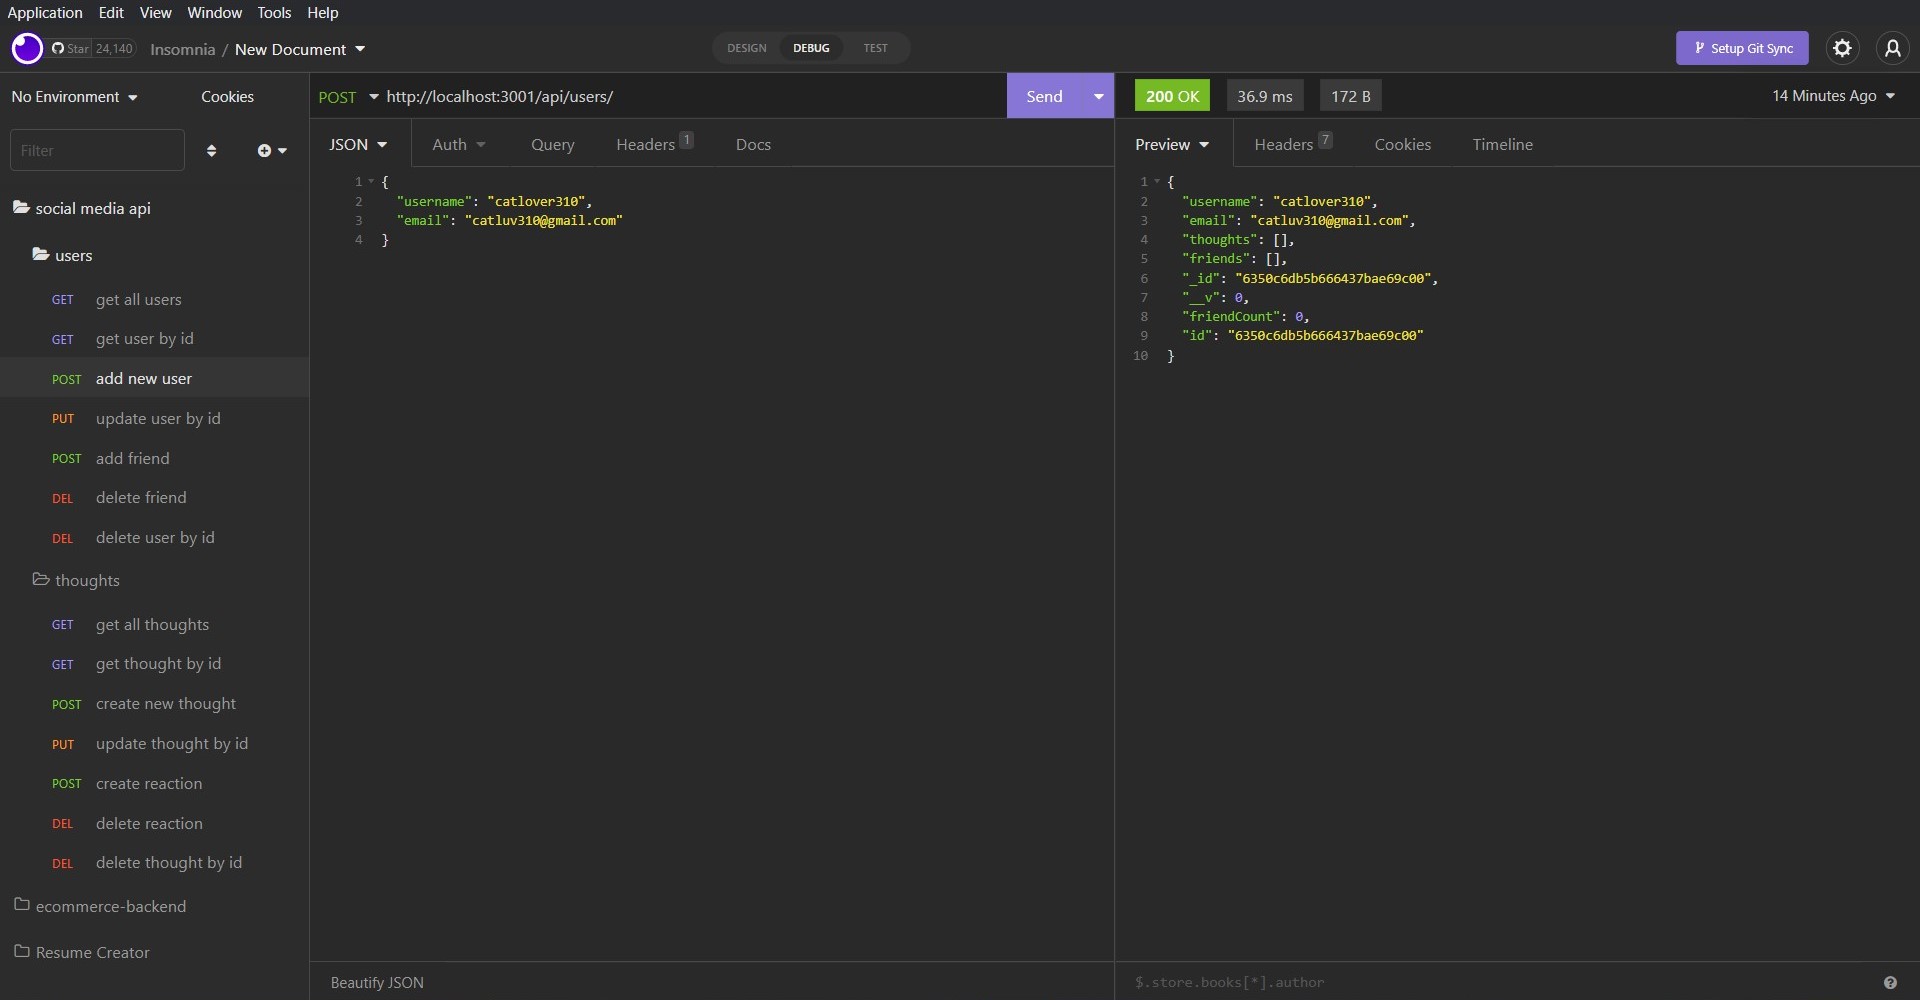 Application Edit View Window Tools Help
Star 24,140 Insomnia / New Document DESIGN DEBUG TEST Setup Git Sync
No Environment Cookies
Filter
social media api
users
GET get all users
GET get user by id
POST add new user
PUT update user by id
POST add friend
DEL delete friend
DEL delete user by id
thoughts
GET get all thoughts
GET get thought by id
POST create new thought
PUT update thought by id
POST create reaction
DEL delete reaction
DEL delete thought by id
ecommerce-backend
Resume Creator
POST http://localhost:3001/api/users/ Send
JSON Auth Query Headers 1 Docs
1 {
2 "username": "catlover310",
3 "email": "catluv310@gmail.com"
4 }
Beautify JSON
200 OK 36.9 ms 172 B 14 Minutes Ago
Preview Headers 7 Cookies Timeline
1 {
2 "username": "catlover310",
3 "email": "catluv310@gmail.com",
4 "thoughts": [],
5 "friends": [],
6 "_id": "6350c6db5b666437bae69c00",
7 "__v": 0,
8 "friendCount": 0,
9 "id": "6350c6db5b666437bae69c00"
10 }
$.store.books[*].author